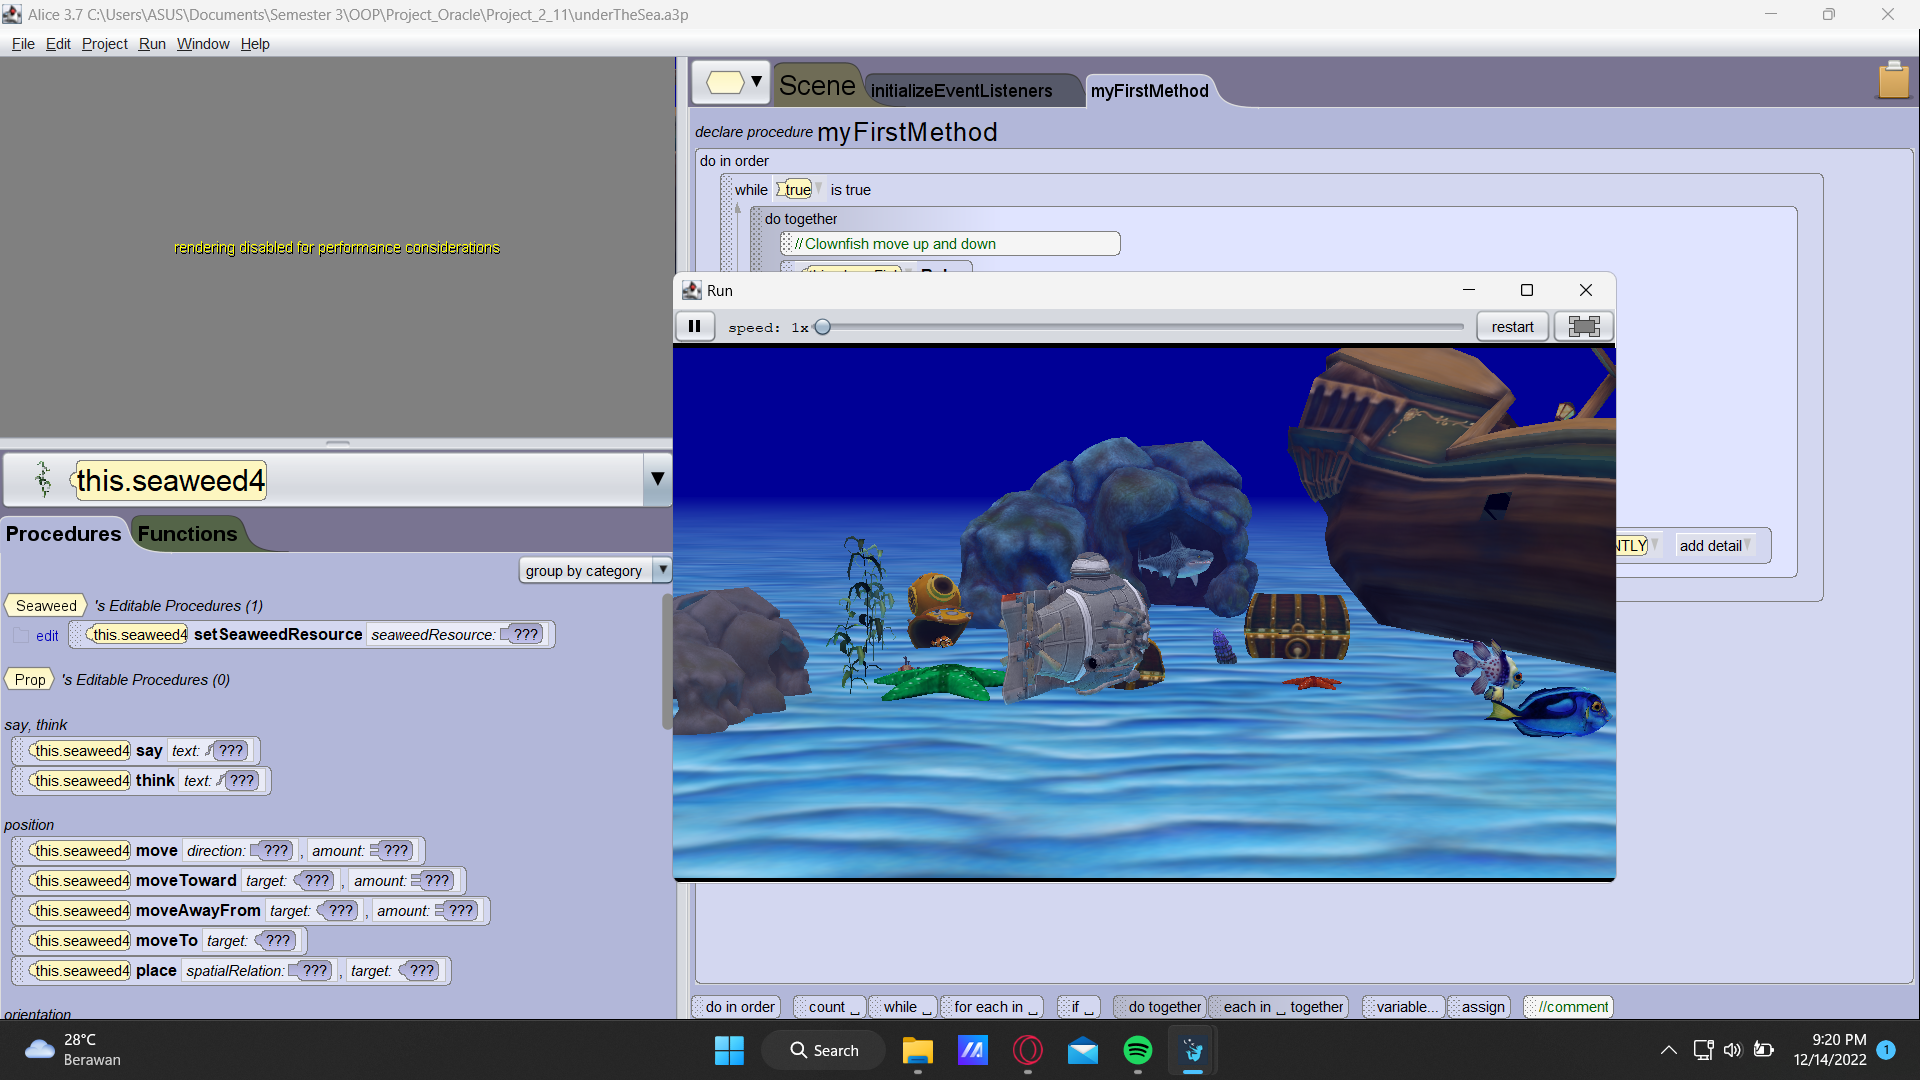 Alice 3.7 C:\Users\ASUS\Documents\Semester 3\OOP\Project_Oracle\Project_2_11\underTheSea.a3p
File Edit Project Run Window Help
rendering disabled for performance considerations
this.seaweed4
Procedures Functions
group by category
Seaweed 's Editable Procedures (1)
edit this.seaweed4 setSeaweedResource seaweedResource: ???
Prop 's Editable Procedures (0)
say, think
this.seaweed4 say text: ???
this.seaweed4 think text: ???
position
this.seaweed4 move direction: ??? , amount: ???
this.seaweed4 moveToward target: ??? , amount: ???
this.seaweed4 moveAwayFrom target: ??? , amount: ???
this.seaweed4 moveTo target: ???
this.seaweed4 place spatialRelation: ??? , target: ???
orientation
Scene initializeEventListeners myFirstMethod
declare procedure myFirstMethod
do in order
while true is true
do together
//Clownfish move up and down
Run
speed: 1x restart
NTLY add detail
do in order count while for each in if do together each in together variable... assign //comment
28°C
Berawan
Search
9:20 PM
12/14/2022
1